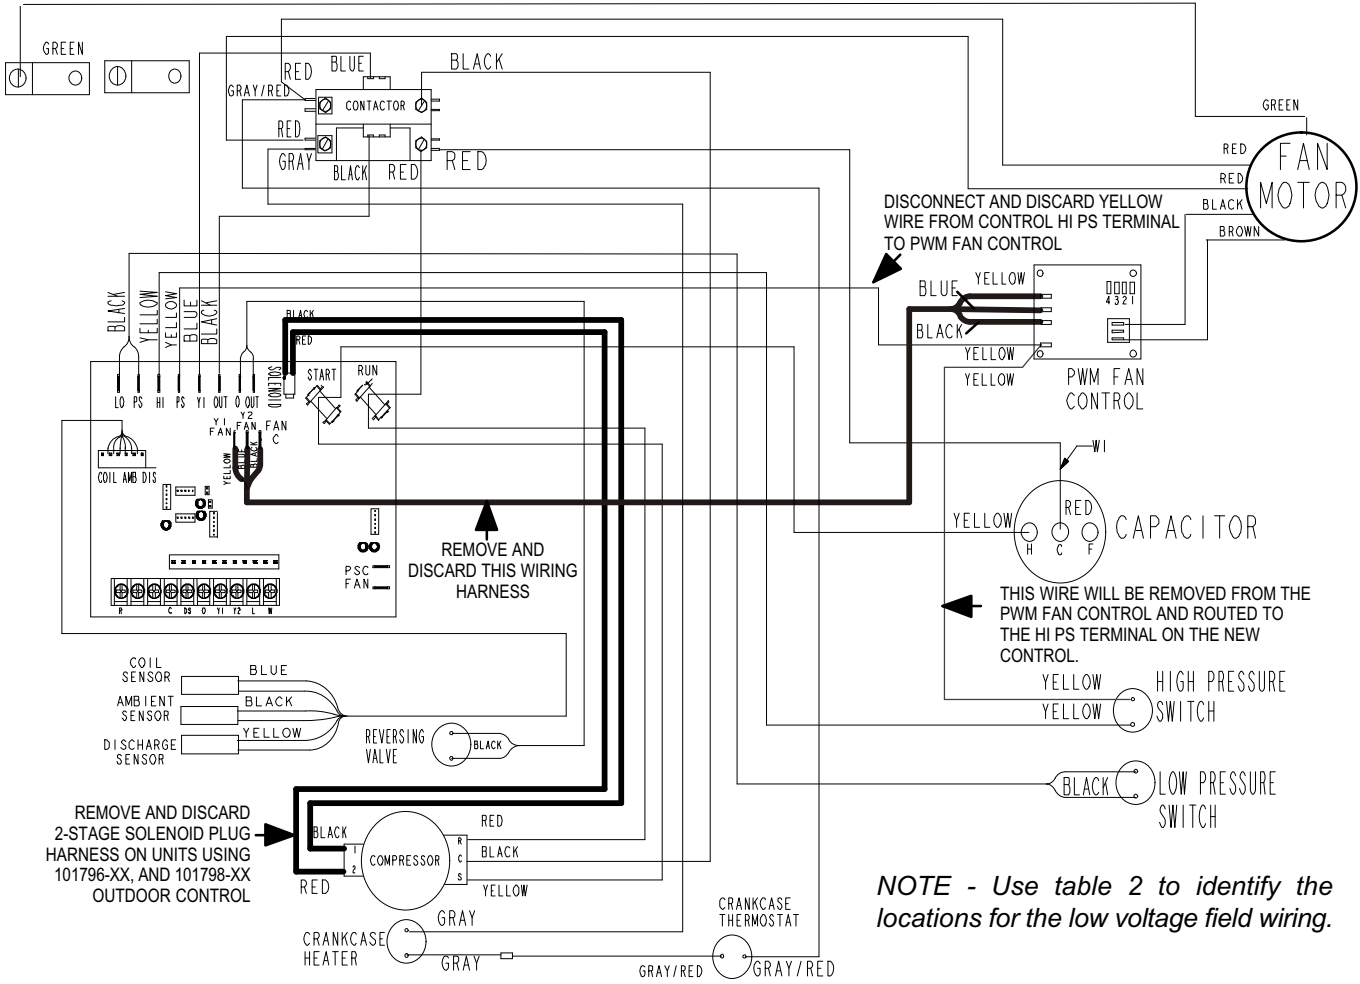 GREEN
RED
BLUE
BLACK
GRAY/RED
CONTACTOR
RED
GRAY
BLACK
RED
RED
GREEN
RED
RED
BLACK
BROWN
FAN
MOTOR
DISCONNECT AND DISCARD YELLOW
WIRE FROM CONTROL HI PS TERMINAL
TO PWM FAN CONTROL
BLACK
YELLOW
YELLOW
BLUE
BLACK
BLACK
RED
BLUE
YELLOW
BLACK
YELLOW
YELLOW
4 3 2 1
PWM FAN
CONTROL
SOLENOID
START
RUN
LO PS HI PS Y1 OUT O OUT
Y1
FAN
Y2
FAN
FAN
C
YELLOW
BLUE
BLACK
COIL AMB DIS
W1
REMOVE AND
DISCARD THIS WIRING
HARNESS
PSC
FAN
R C DS O Y1 Y2 L W
YELLOW
RED
H C F
CAPACITOR
THIS WIRE WILL BE REMOVED FROM THE
PWM FAN CONTROL AND ROUTED TO
THE HI PS TERMINAL ON THE NEW
CONTROL.
COIL
SENSOR
BLUE
AMBIENT
SENSOR
BLACK
DISCHARGE
SENSOR
YELLOW
REVERSING
VALVE
BLACK
YELLOW
YELLOW
HIGH PRESSURE
SWITCH
BLACK
LOW PRESSURE
SWITCH
REMOVE AND DISCARD
2-STAGE SOLENOID PLUG
HARNESS ON UNITS USING
101796-XX, AND 101798-XX
OUTDOOR CONTROL
BLACK
RED
1
2
COMPRESSOR
R
C
S
RED
BLACK
YELLOW
CRANKCASE
HEATER
GRAY
GRAY
CRANKCASE
THERMOSTAT
GRAY/RED
GRAY/RED
NOTE - Use table 2 to identify the
locations for the low voltage field wiring.